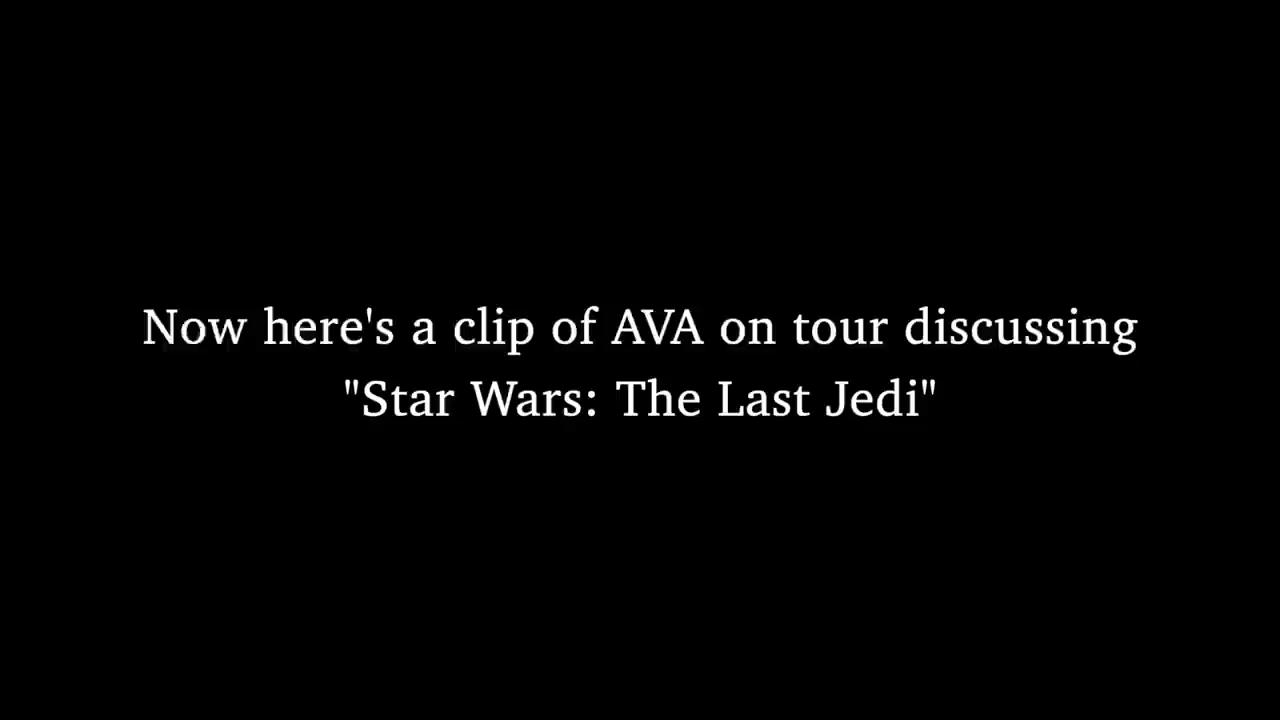 Now here's a clip of AVA on tour discussing
"Star Wars: The Last Jedi"